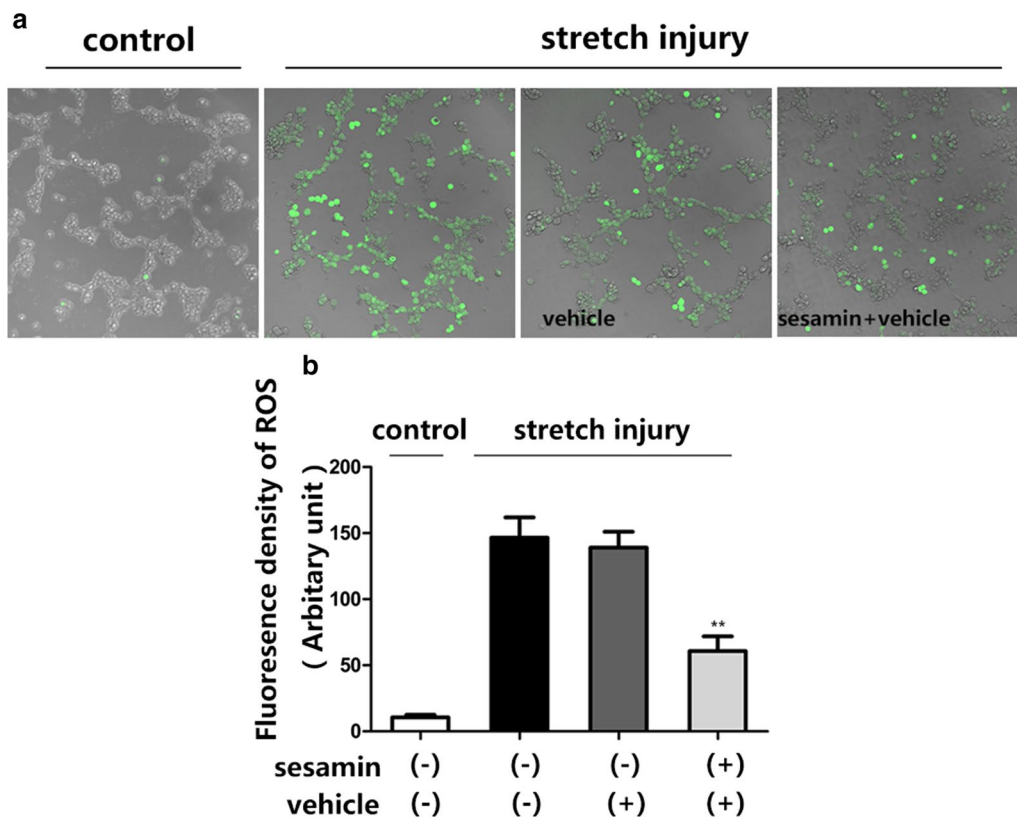 a
control
stretch injury
vehicle
sesamin+vehicle
b
Fluoresence density of ROS
( Arbitary unit )
control
stretch injury
200
150
100
50
0
**
sesamin (-) (-) (-) (+)
vehicle (-) (-) (+) (+)